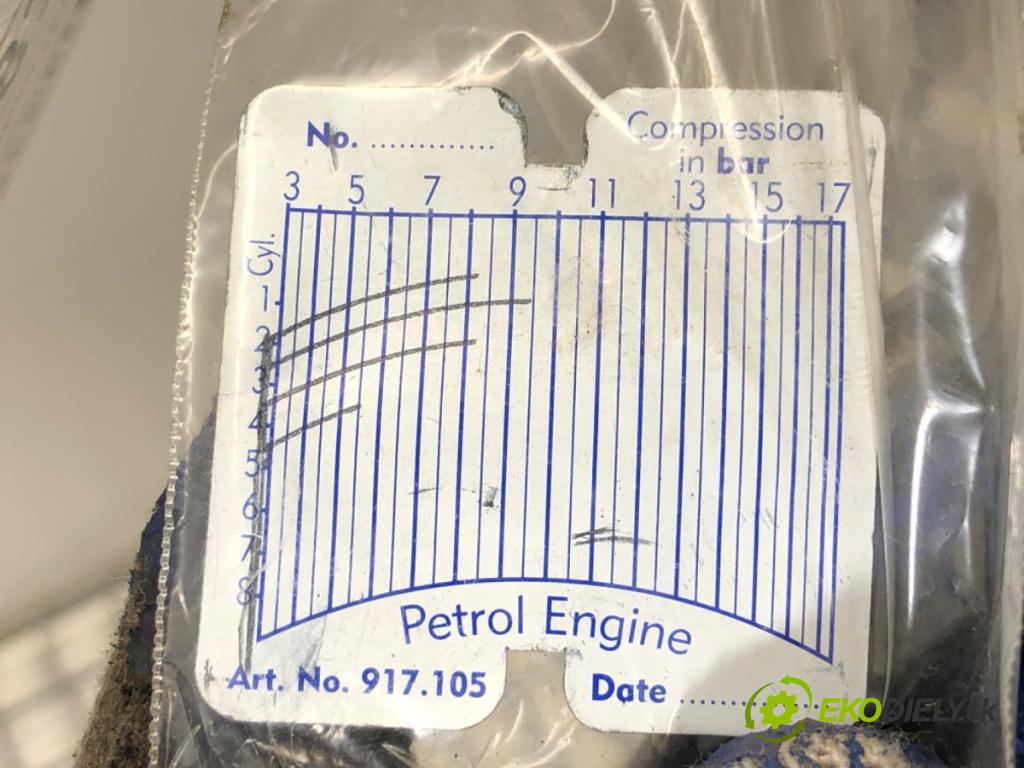 No. .............
Compression
in bar
3 5 7 9 11 13 15 17
Cyl.
1
2
3
4
5
6
7
8
Petrol Engine
Art. No. 917.105
Date ..............
EKODIELY.sk